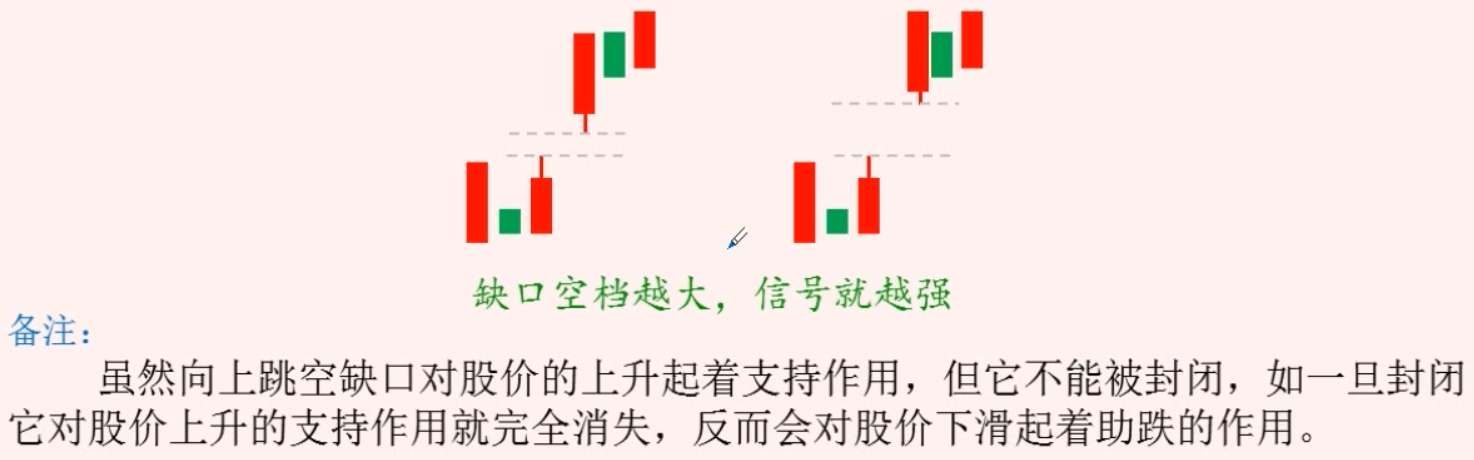 缺口空档越大，信号就越强
备注：
虽然向上跳空缺口对股价的上升起着支持作用，但它不能被封闭，如一旦封闭
它对股价上升的支持作用就完全消失，反而会对股价下滑起着助跌的作用。